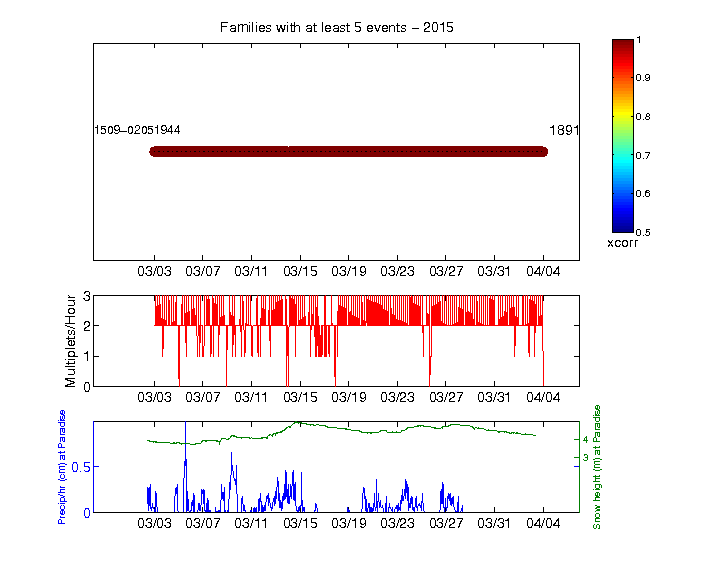 Families with at least 5 events − 2015
1509−02051944
1891
03/03 03/07 03/11 03/15 03/19 03/23 03/27 03/31 04/04
1
0.9
0.8
0.7
0.6
0.5
xcorr
Multiplets/Hour
3
2
1
0
03/03 03/07 03/11 03/15 03/19 03/23 03/27 03/31 04/04
Precip/hr (cm) at Paradise
0.5
0
03/03 03/07 03/11 03/15 03/19 03/23 03/27 03/31 04/04
4
3
Snow height (m) at Paradise